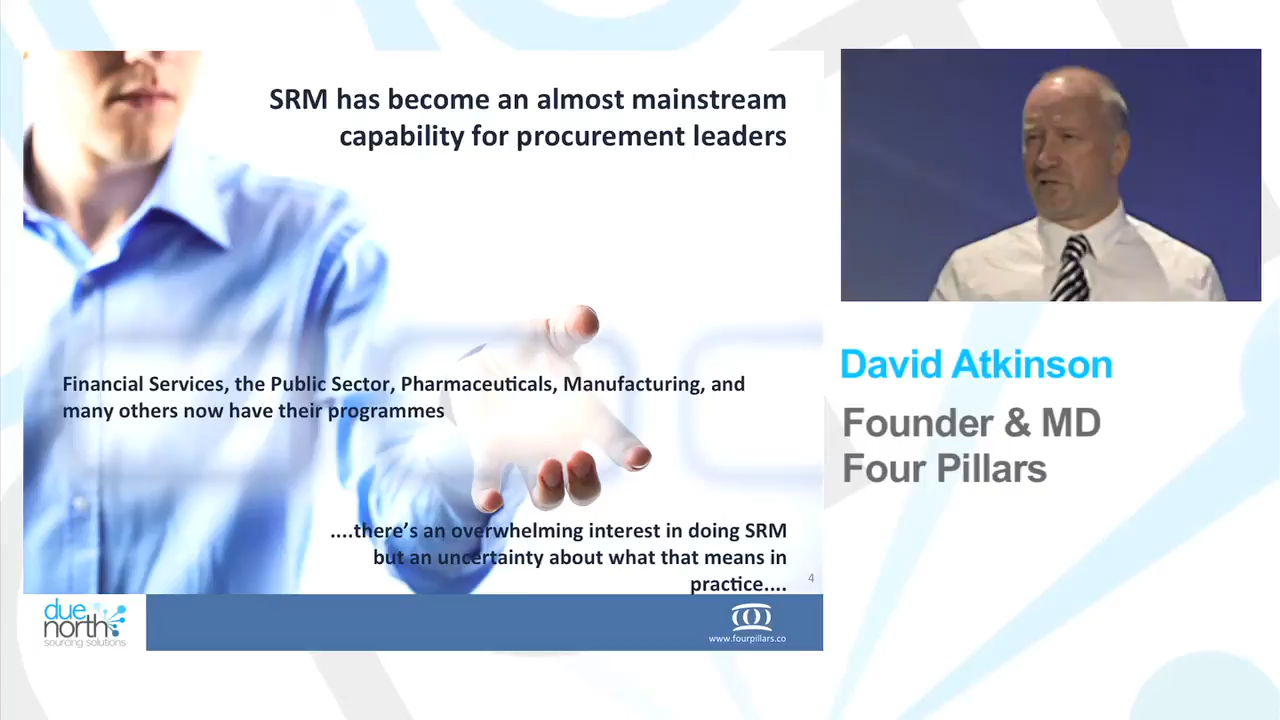 SRM has become an almost mainstream
capability for procurement leaders
Financial Services, the Public Sector, Pharmaceuticals, Manufacturing, and
many others now have their programmes
....there's an overwhelming interest in doing SRM
but an uncertainty about what that means in
practice....
4
due
north
sourcing solutions
www.fourpillars.co
David Atkinson
Founder & MD
Four Pillars